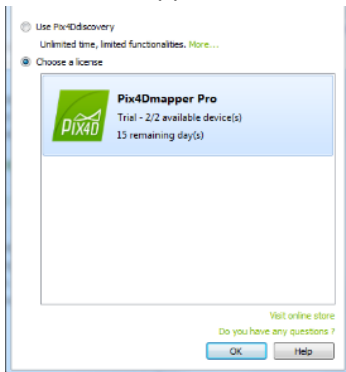 Use Pix4Ddiscovery
Unlimited time, limited functionalities. More...
Choose a license
PIX4D
Pix4Dmapper Pro
Trial - 2/2 available device(s)
15 remaining day(s)
Visit online store
Do you have any questions ?
OK
Help